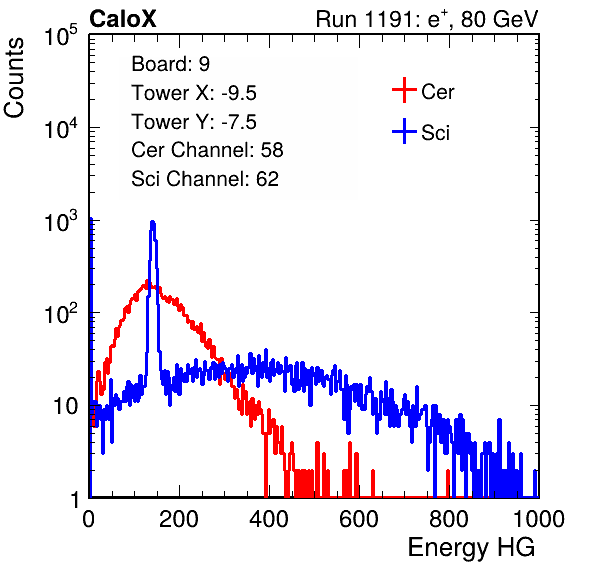 CaloX Run 1191: e⁺, 80 GeV
Counts
Board: 9
Tower X: -9.5
Tower Y: -7.5
Cer Channel: 58
Sci Channel: 62
Cer
Sci
10⁵
10⁴
10³
10²
10
1
0 200 400 600 800 1000
Energy HG